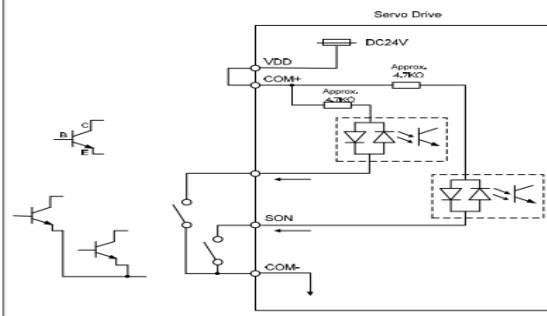 Servo Drive
DC24V
VDD
COM+
Approx.
4.7KΩ
Approx.
4.7KΩ
C
B
E
SON
COM-